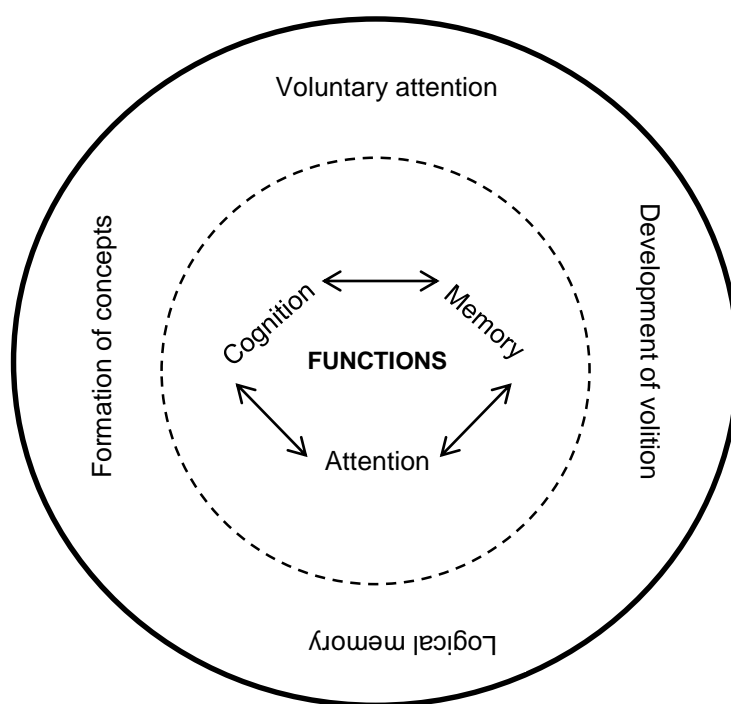 Voluntary attention
Formation of concepts
Development of volition
Cognition
Memory
FUNCTIONS
Attention
Logical memory